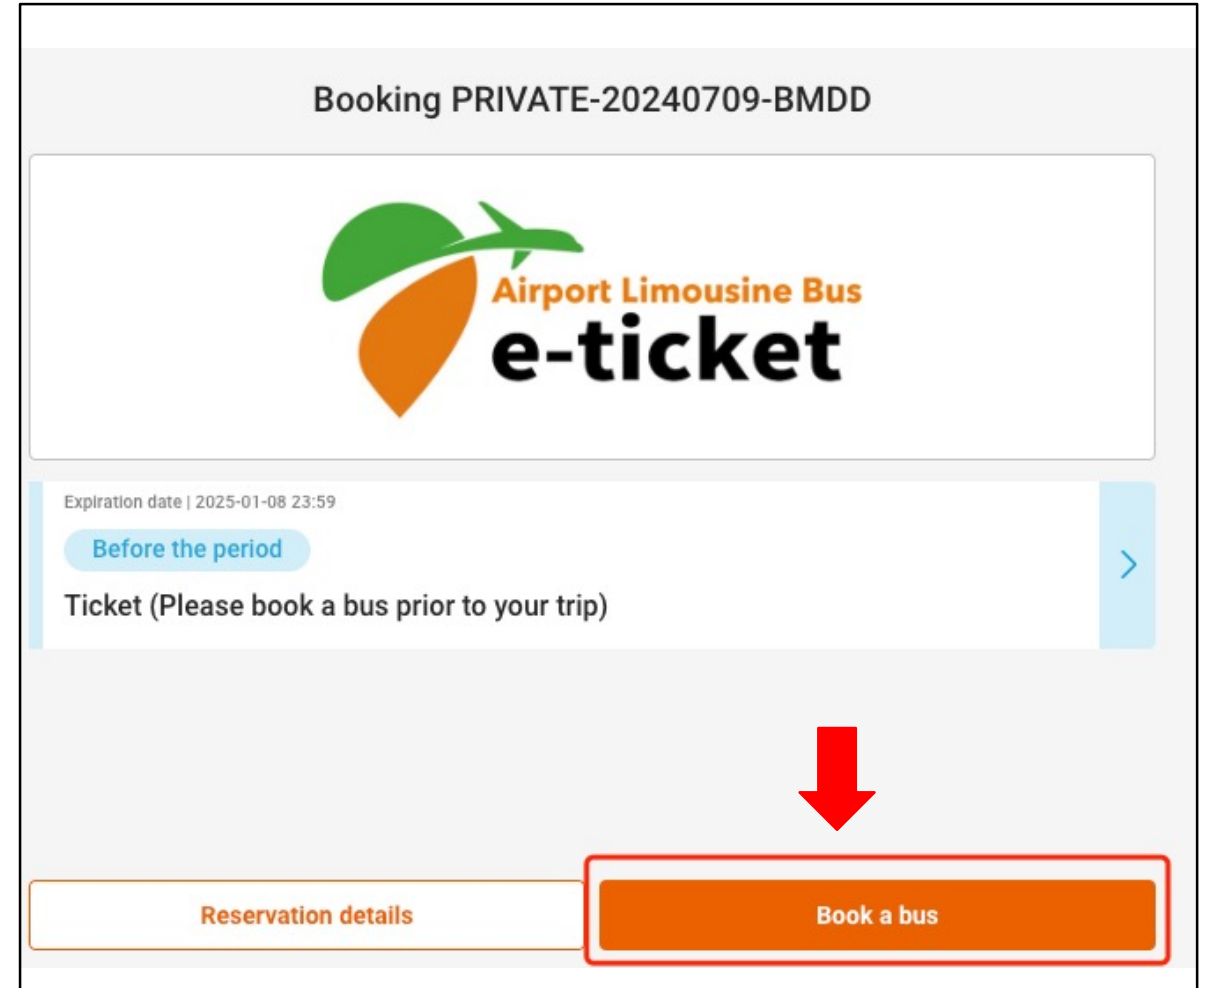 Booking PRIVATE-20240709-BMDD
Airport Limousine Bus
e-ticket
Expiration date | 2025-01-08 23:59
Before the period
Ticket (Please book a bus prior to your trip)
Reservation details
Book a bus